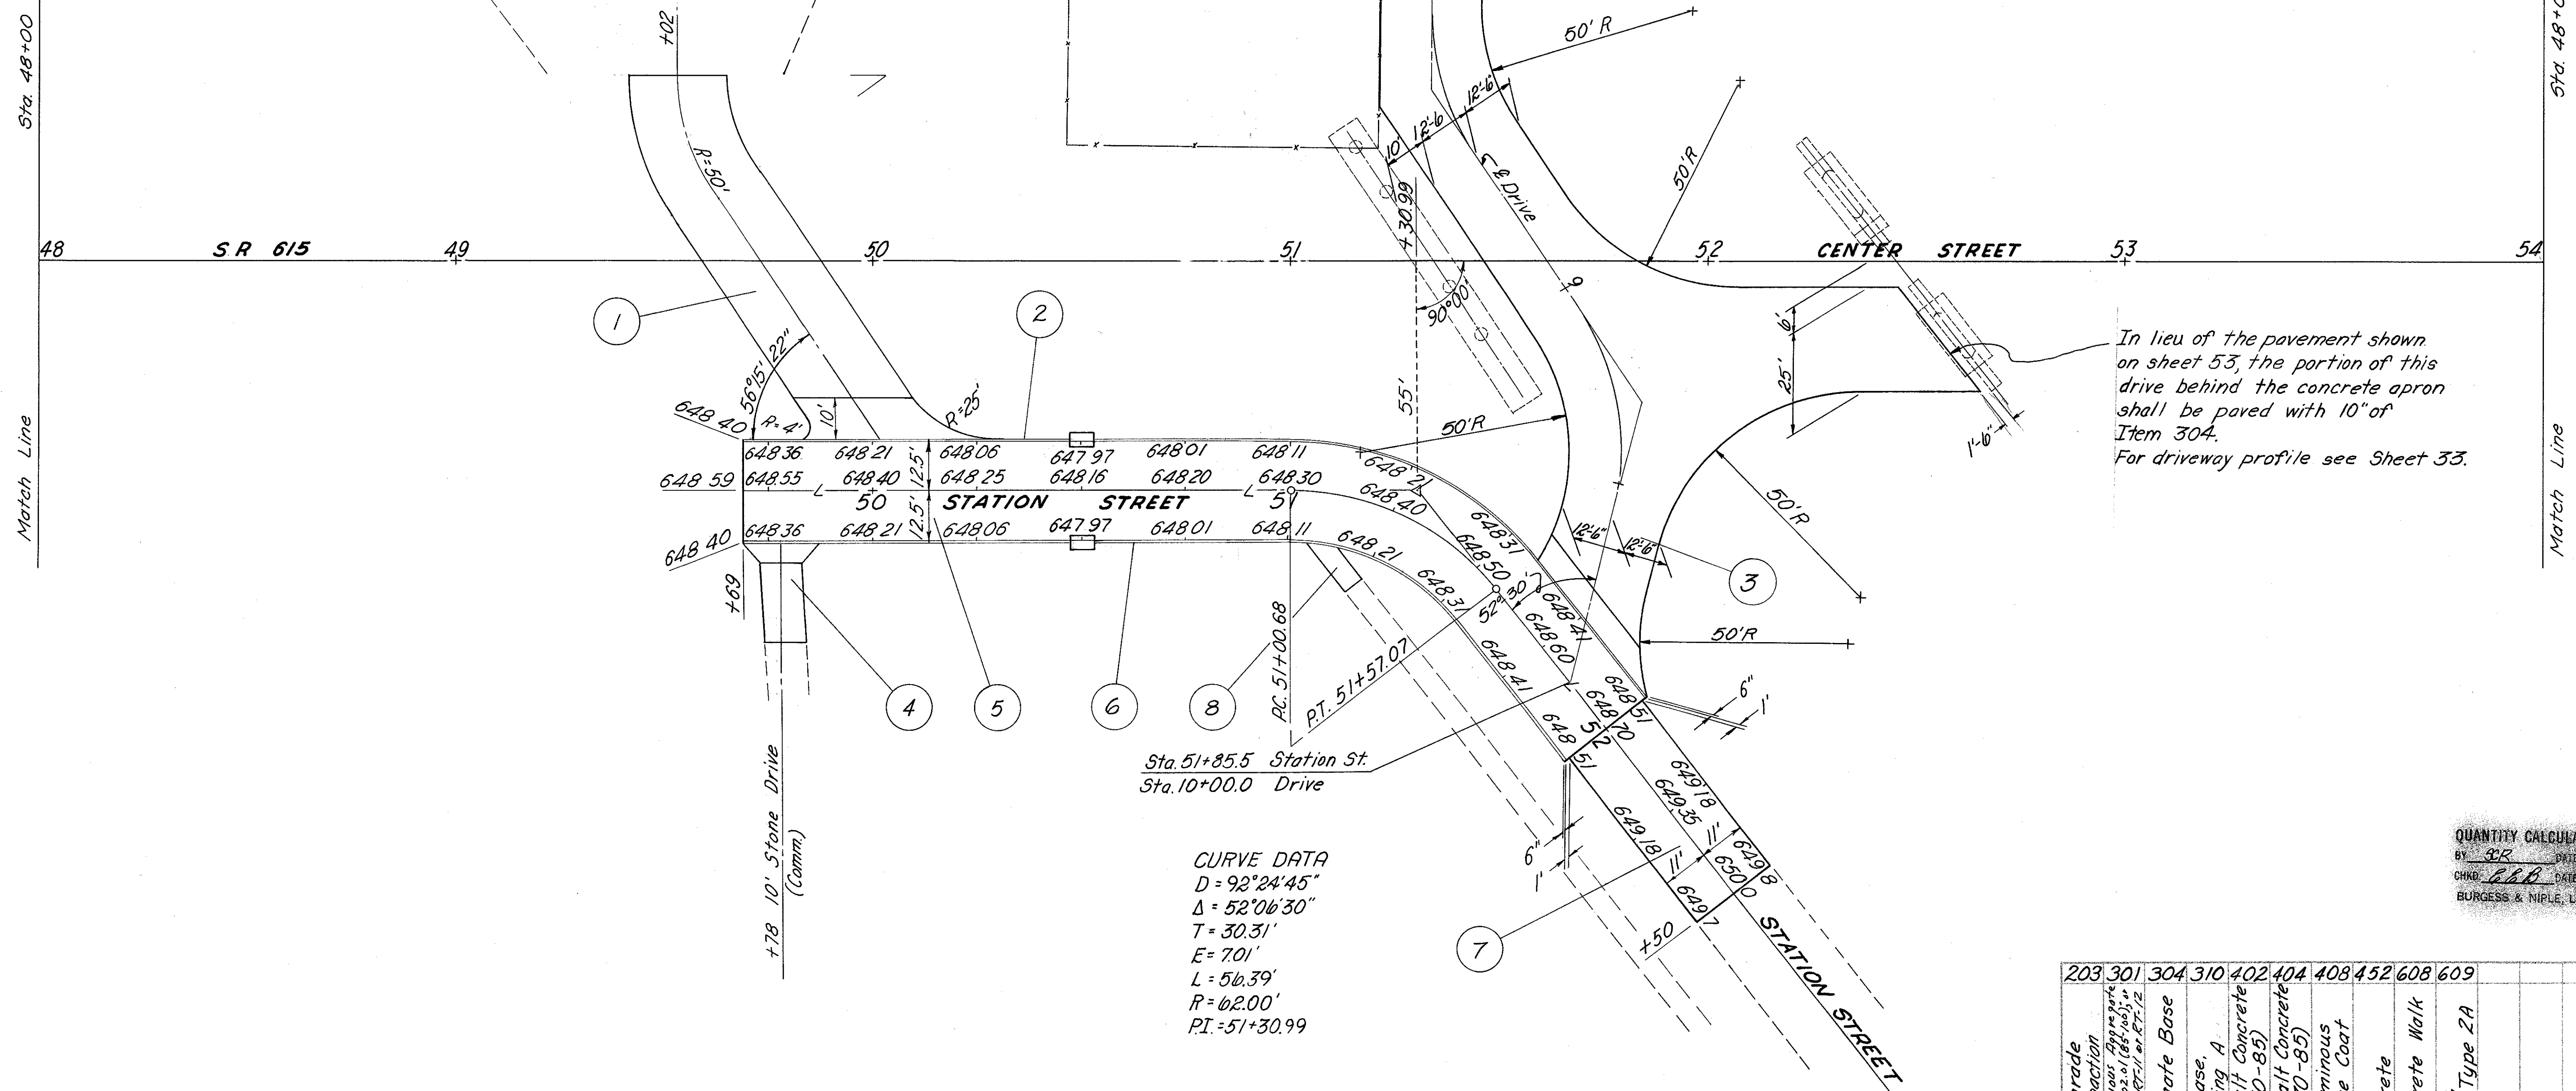 Sta. 48+00
Match Line
+02
R=50'
50' R
12'-6"
12'-6
10'
50'R
℄ Drive
9
+30.99
90°00'
55'
48
S.R. 615
49
50
51
52
CENTER STREET
53
54
1
2
56°15' 22"
R=4'
10'
R=25'
50'R
6'
25'
1'-6"
In lieu of the pavement shown
on sheet 53, the portion of this
drive behind the concrete apron
shall be paved with 10" of
Item 304.
For driveway profile see Sheet 33.
Match Line
648.40
648.36
648.21
648.06
647.97
648.01
648.11
648.21
648.31
648.41
648.51
648.59
648.55
648.40
648.25
648.16
648.20
648.30
648.40
648.50
648.60
648.70
50
STATION STREET
51
12.5'
12.5'
648.40
648.36
648.21
648.06
647.97
648.01
648.11
648.21
648.31
648.41
648.51
52
52° 30'
12'-6"
12'-6"
3
50'R
50'R
+69
4
5
6
8
P.C. 51+00.68
P.T. 51+57.07
Sta. 51+85.5 Station St.
Sta. 10+00.0 Drive
6"
1'
6"
1'
649.18
649.35
649.18
11'
11'
649.8
650.0
649.7
+50
7
STATION STREET
+78 10' Stone Drive
(Comm.)
CURVE DATA
D = 92°24'45"
Δ = 52°06'30"
T = 30.31'
E = 7.01'
L = 56.39'
R = 62.00'
P.I. = 51+30.99
QUANTITY CALCULA
BY SCR DATE
CHKD. DATE
BURGESS & NIPLE, L
203 301 304 310 402 404 408 452 608 609
Base
Concrete
Concrete
Coat
Walk
Type 2A
Sta. 48+0